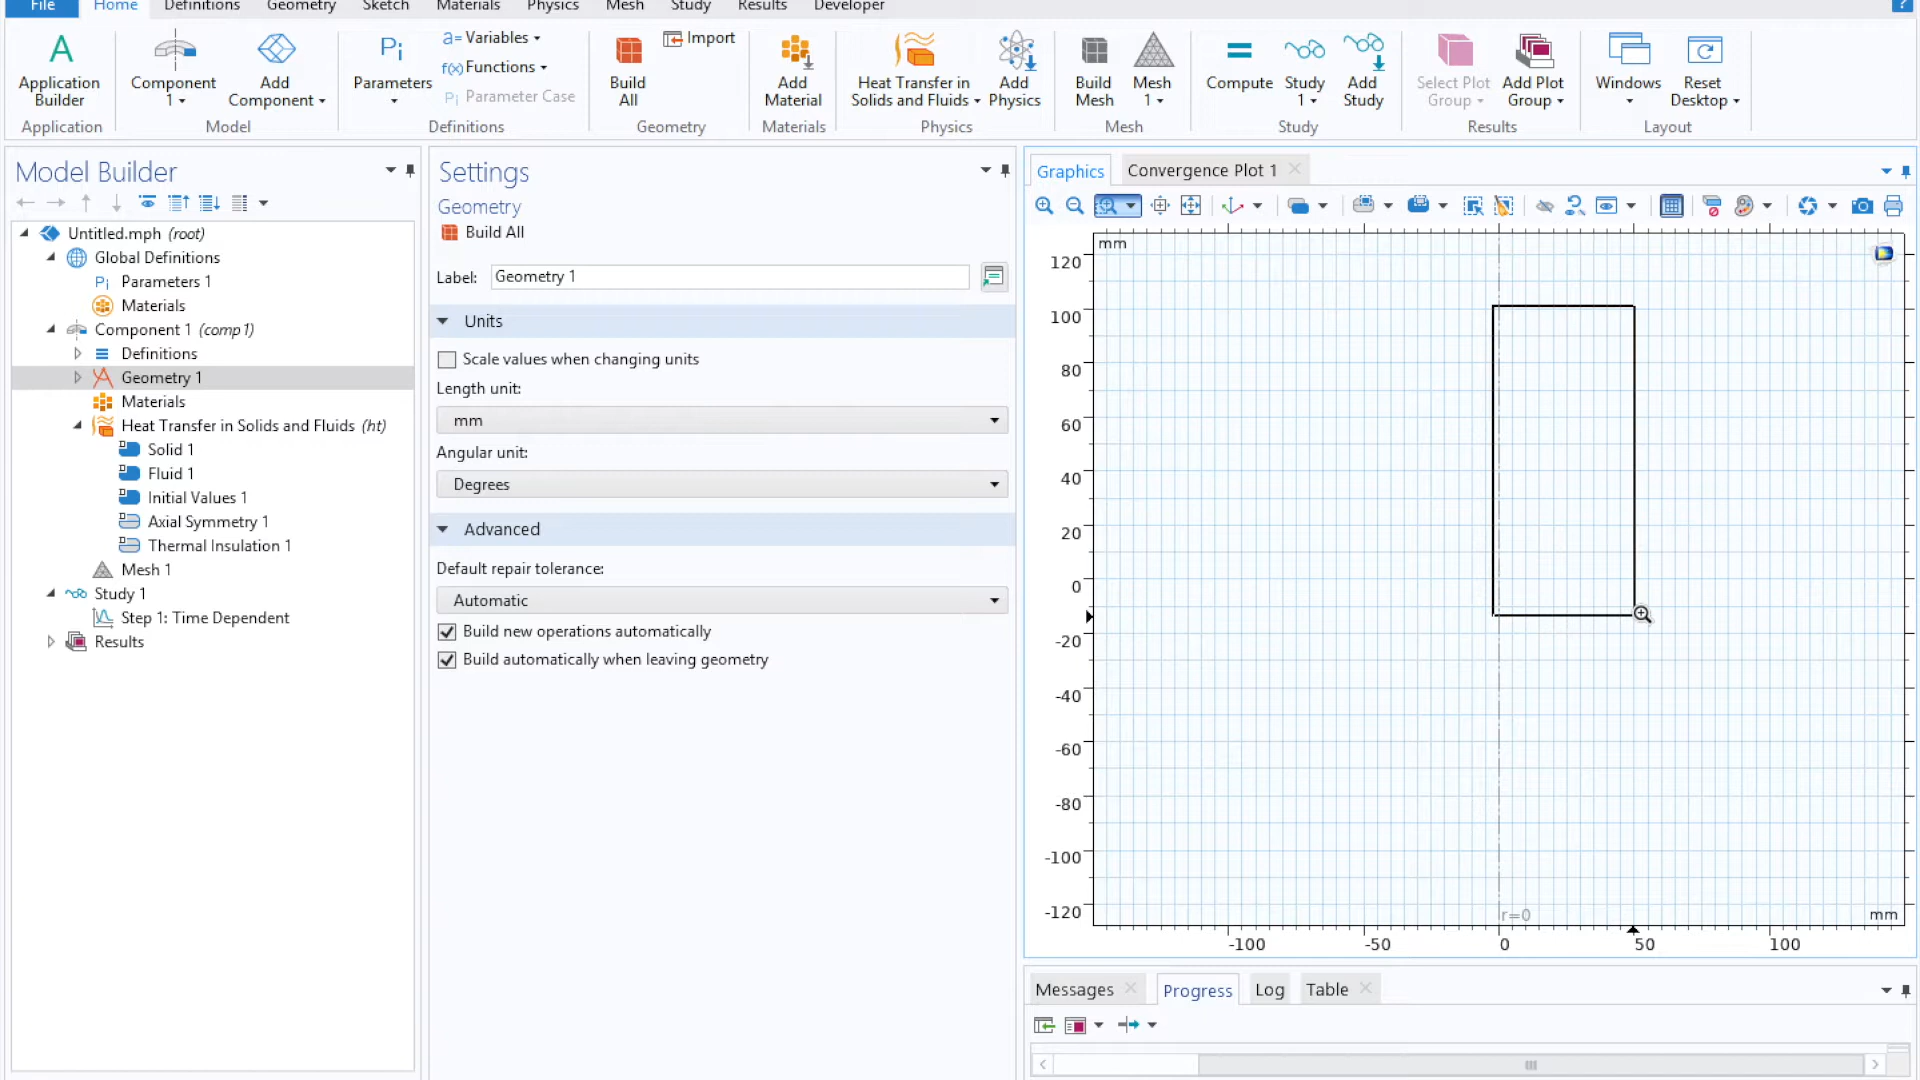 File Home Definitions Geometry Sketch Materials Physics Mesh Study Results Developer ?
Application Builder
Component 1
Add Component
Pi Parameters
a= Variables
f(x) Functions
Pi Parameter Case
Build All
Import
Add Material
Heat Transfer in Solids and Fluids
Add Physics
Build Mesh
Mesh 1
Compute
Study 1
Add Study
Select Plot Group
Add Plot Group
Windows
Reset Desktop
Application Model Definitions Geometry Materials Physics Mesh Study Results Layout
Model Builder
Untitled.mph (root)
Global Definitions
Pi Parameters 1
Materials
Component 1 (comp1)
Definitions
Geometry 1
Materials
Heat Transfer in Solids and Fluids (ht)
Solid 1
Fluid 1
Initial Values 1
Axial Symmetry 1
Thermal Insulation 1
Mesh 1
Study 1
Step 1: Time Dependent
Results
Settings
Geometry
Build All
Label: Geometry 1
Units
Scale values when changing units
Length unit:
mm
Angular unit:
Degrees
Advanced
Default repair tolerance:
Automatic
Build new operations automatically
Build automatically when leaving geometry
Graphics Convergence Plot 1
mm
120
100
80
60
40
20
0
-20
-40
-60
-80
-100
-120
r=0 mm
-100 -50 0 50 100
Messages Progress Log Table